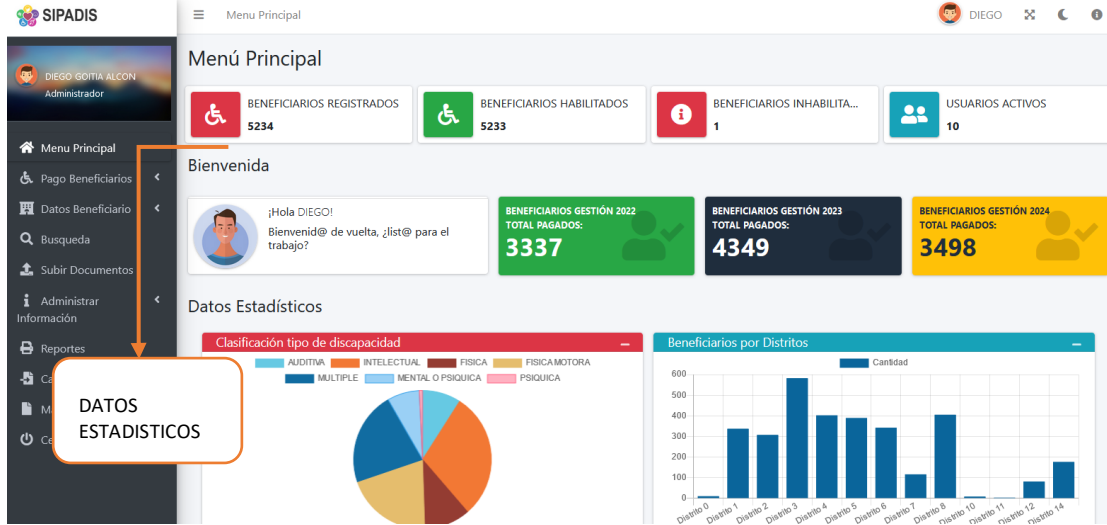 SIPADIS
Menu Principal
DIEGO
DIEGO GOITIA ALCON
Administrador
Menu Principal
Pago Beneficiarios
Datos Beneficiario
Busqueda
Subir Documentos
Administrar
Información
Reportes
DATOS
ESTADISTICOS
Menú Principal
BENEFICIARIOS REGISTRADOS
5234
BENEFICIARIOS HABILITADOS
5233
BENEFICIARIOS INHABILITA...
1
USUARIOS ACTIVOS
10
Bienvenida
¡Hola DIEGO!
Bienvenid@ de vuelta, ¿list@ para el
trabajo?
BENEFICIARIOS GESTIÓN 2022
TOTAL PAGADOS:
3337
BENEFICIARIOS GESTIÓN 2023
TOTAL PAGADOS:
4349
BENEFICIARIOS GESTIÓN 2024
TOTAL PAGADOS:
3498
Datos Estadísticos
Clasificación tipo de discapacidad
AUDITIVA INTELECTUAL FISICA FISICAMOTORA
MULTIPLE MENTAL O PSIQUICA PSIQUICA
Beneficiarios por Distritos
Cantidad
600
500
400
300
200
100
0
Distrito 0 Distrito 1 Distrito 2 Distrito 3 Distrito 4 Distrito 5 Distrito 6 Distrito 7 Distrito 8 Distrito 10 Distrito 11 Distrito 12 Distrito 14